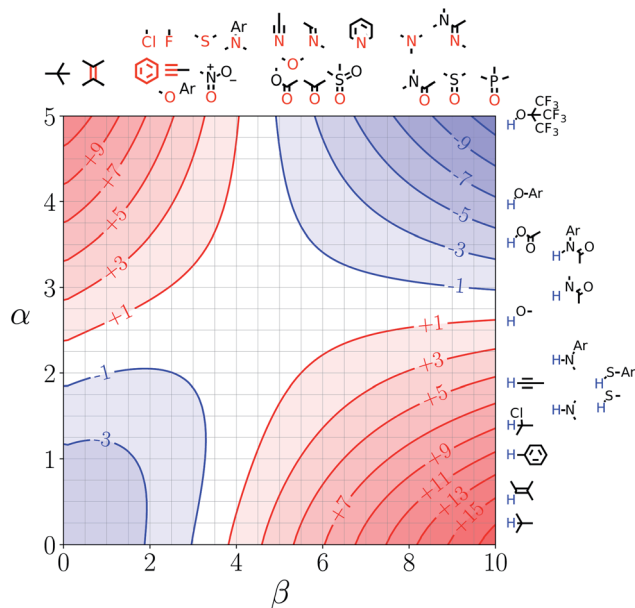 Ar
Cl F S N N N N N N
N
O
O Ar
N + O −
O
O
O O
S O
O
N
O
S
O
P
O
5
4
3
2
1
0
α
0 2 4 6 8 10
β
+9
+7
+5
+3
+1
-9
-7
-5
-3
-1
+1
+3
+5
+7
+9
+11
+13
+15
-1
-3
CF3
H O CF3
CF3
H O-Ar
H O
O
Ar
H N O
H N O
H O
Ar
H-N
H S-Ar
H
H S
Cl
H
H-N
H
H
H